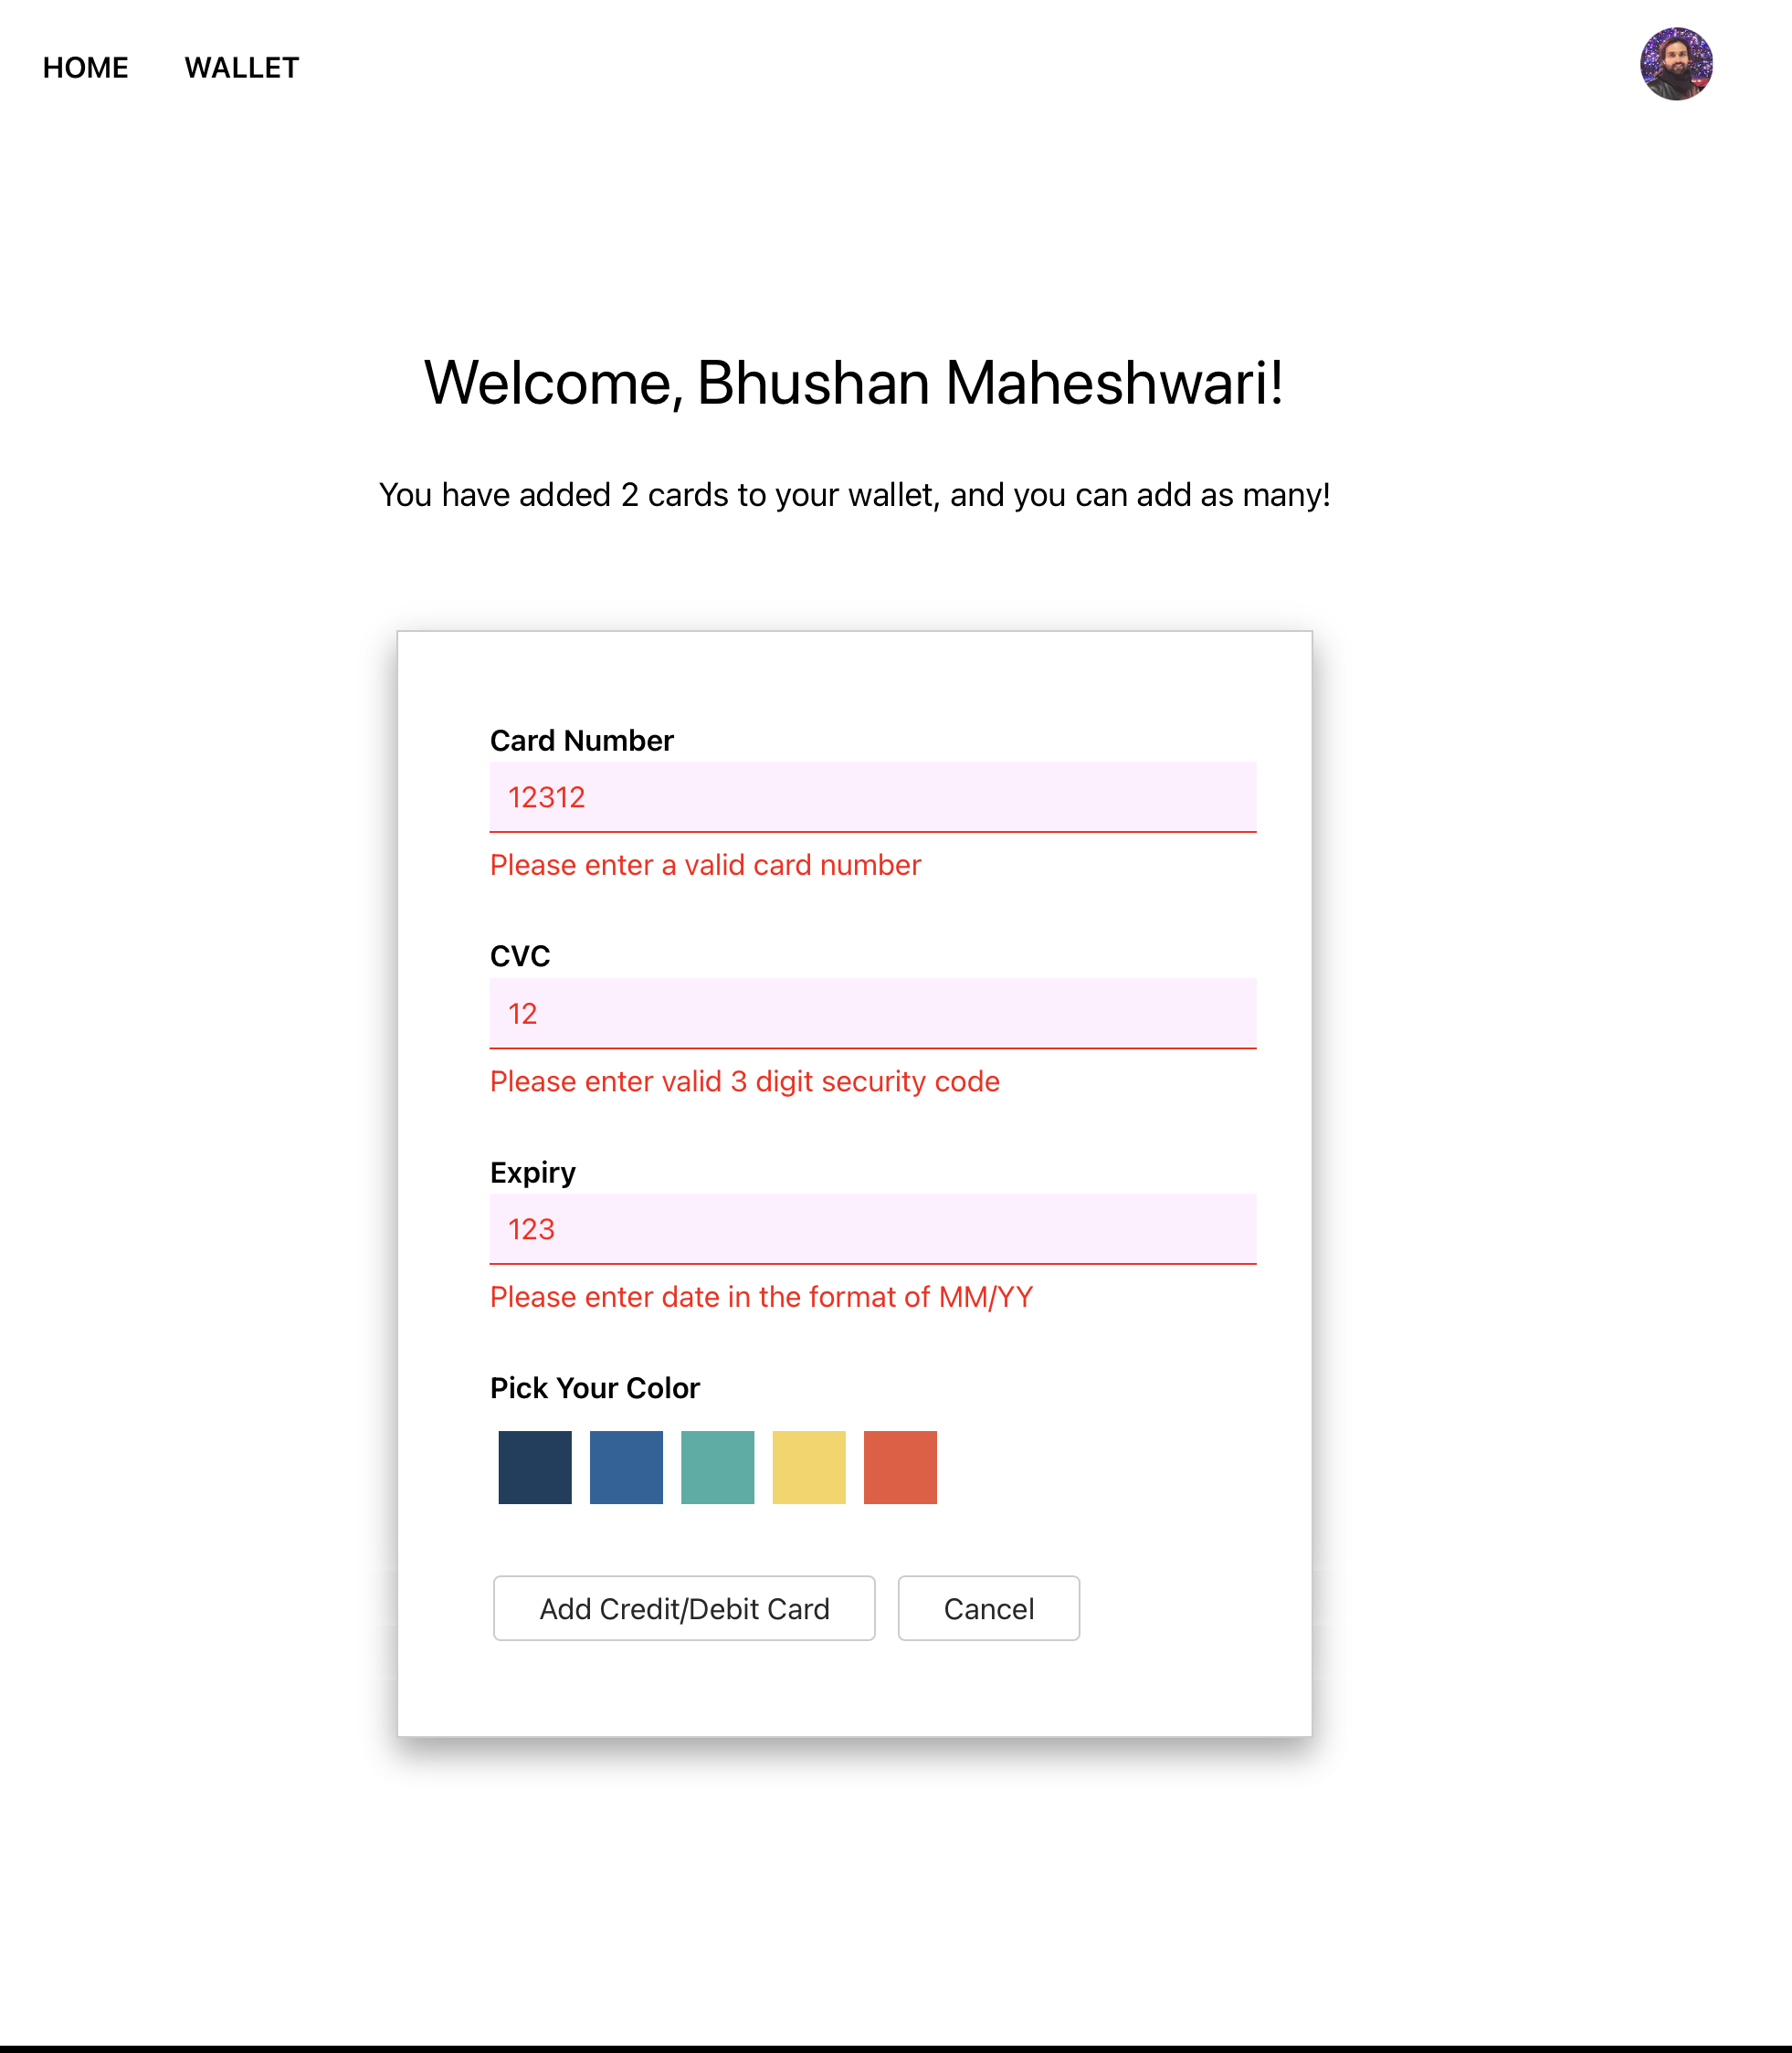 HOME WALLET
Welcome, Bhushan Maheshwari!
You have added 2 cards to your wallet, and you can add as many!
Card Number
12312
Please enter a valid card number
CVC
12
Please enter valid 3 digit security code
Expiry
123
Please enter date in the format of MM/YY
Pick Your Color
Add Credit/Debit Card Cancel